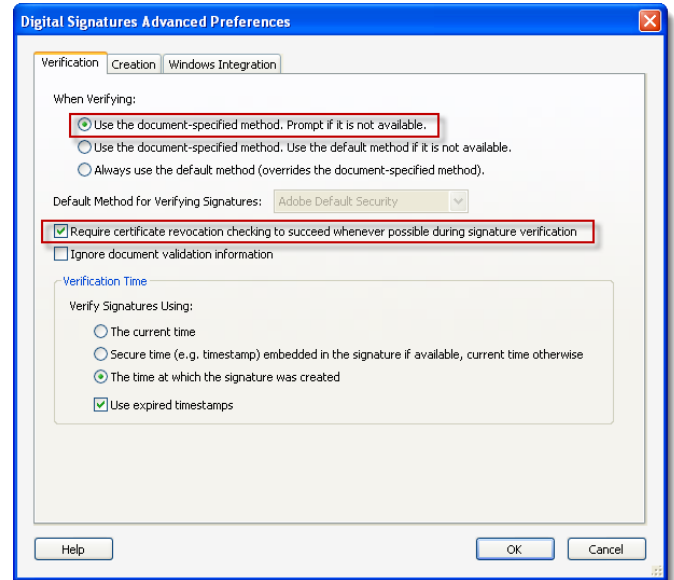 Digital Signatures Advanced Preferences
Verification Creation Windows Integration
When Verifying:
Use the document-specified method. Prompt if it is not available.
Use the document-specified method. Use the default method if it is not available.
Always use the default method (overrides the document-specified method).
Default Method for Verifying Signatures: Adobe Default Security
Require certificate revocation checking to succeed whenever possible during signature verification
Ignore document validation information
Verification Time
Verify Signatures Using:
The current time
Secure time (e.g. timestamp) embedded in the signature if available, current time otherwise
The time at which the signature was created
Use expired timestamps
Help OK Cancel